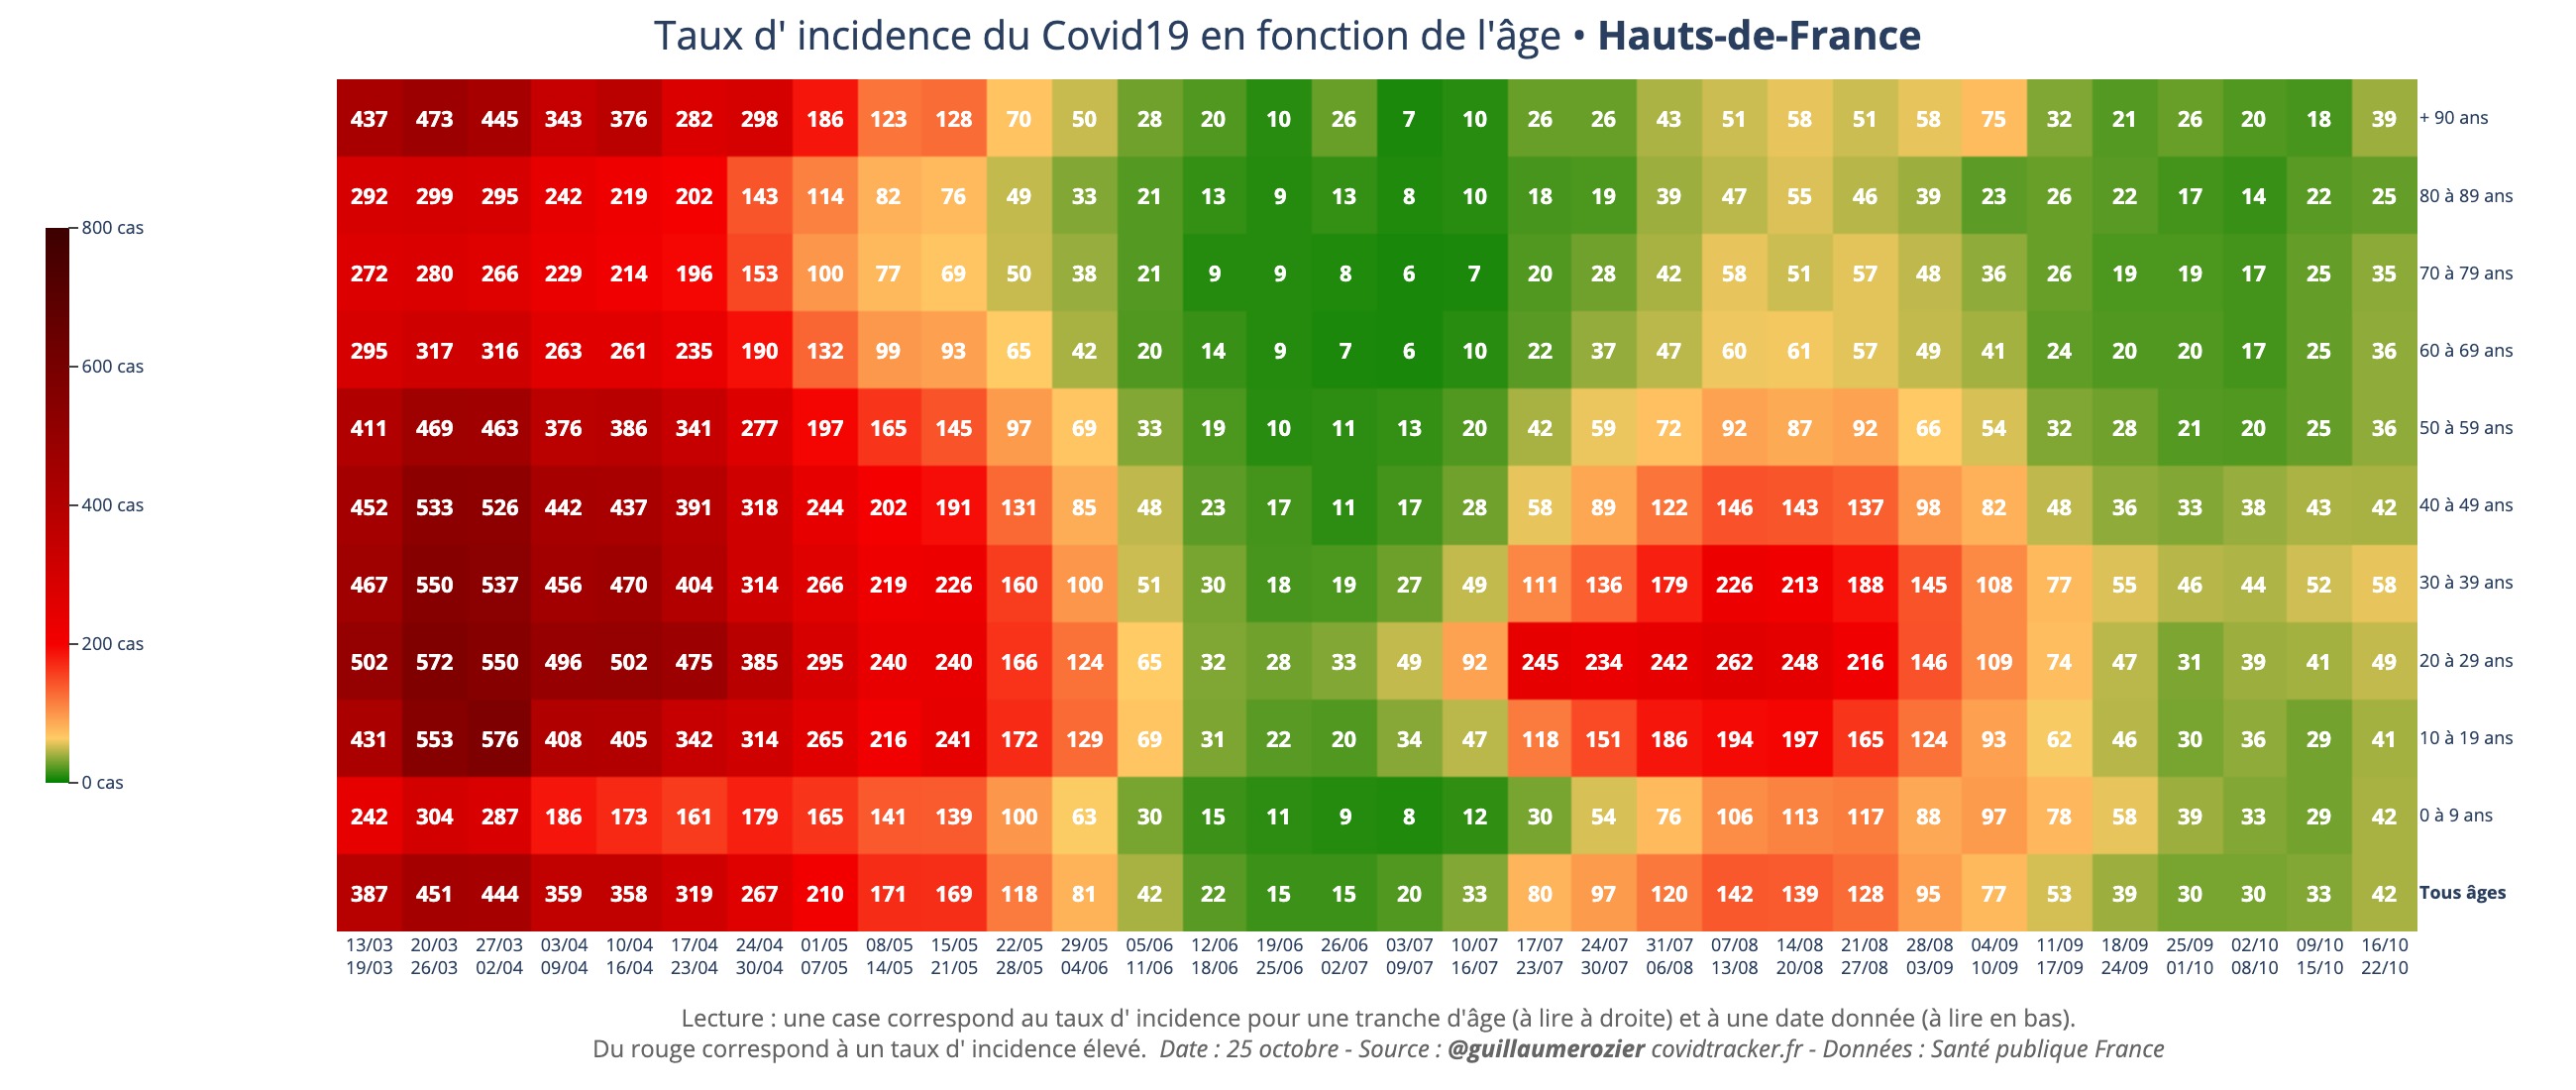 Taux d' incidence du Covid19 en fonction de l'âge • Hauts-de-France
800 cas
600 cas
400 cas
200 cas
0 cas
437 473 445 343 376 282 298 186 123 128 70 50 28 20 10 26 7 10 26 26 43 51 58 51 58 75 32 21 26 20 18 39 + 90 ans
292 299 295 242 219 202 143 114 82 76 49 33 21 13 9 13 8 10 18 19 39 47 55 46 39 23 26 22 17 14 22 25 80 à 89 ans
272 280 266 229 214 196 153 100 77 69 50 38 21 9 9 8 6 7 20 28 42 58 51 57 48 36 26 19 19 17 25 35 70 à 79 ans
295 317 316 263 261 235 190 132 99 93 65 42 20 14 9 7 6 10 22 37 47 60 61 57 49 41 24 20 20 17 25 36 60 à 69 ans
411 469 463 376 386 341 277 197 165 145 97 69 33 19 10 11 13 20 42 59 72 92 87 92 66 54 32 28 21 20 25 36 50 à 59 ans
452 533 526 442 437 391 318 244 202 191 131 85 48 23 17 11 17 28 58 89 122 146 143 137 98 82 48 36 33 38 43 42 40 à 49 ans
467 550 537 456 470 404 314 266 219 226 160 100 51 30 18 19 27 49 111 136 179 226 213 188 145 108 77 55 46 44 52 58 30 à 39 ans
502 572 550 496 502 475 385 295 240 240 166 124 65 32 28 33 49 92 245 234 242 262 248 216 146 109 74 47 31 39 41 49 20 à 29 ans
431 553 576 408 405 342 314 265 216 241 172 129 69 31 22 20 34 47 118 151 186 194 197 165 124 93 62 46 30 36 29 41 10 à 19 ans
242 304 287 186 173 161 179 165 141 139 100 63 30 15 11 9 8 12 30 54 76 106 113 117 88 97 78 58 39 33 29 42 0 à 9 ans
387 451 444 359 358 319 267 210 171 169 118 81 42 22 15 15 20 33 80 97 120 142 139 128 95 77 53 39 30 30 33 42 Tous âges
13/03 20/03 27/03 03/04 10/04 17/04 24/04 01/05 08/05 15/05 22/05 29/05 05/06 12/06 19/06 26/06 03/07 10/07 17/07 24/07 31/07 07/08 14/08 21/08 28/08 04/09 11/09 18/09 25/09 02/10 09/10 16/10
19/03 26/03 02/04 09/04 16/04 23/04 30/04 07/05 14/05 21/05 28/05 04/06 11/06 18/06 25/06 02/07 09/07 16/07 23/07 30/07 06/08 13/08 20/08 27/08 03/09 10/09 17/09 24/09 01/10 08/10 15/10 22/10
Lecture : une case correspond au taux d' incidence pour une tranche d'âge (à lire à droite) et à une date donnée (à lire en bas).
Du rouge correspond à un taux d' incidence élevé. Date : 25 octobre - Source : @guillaumerozier covidtracker.fr - Données : Santé publique France